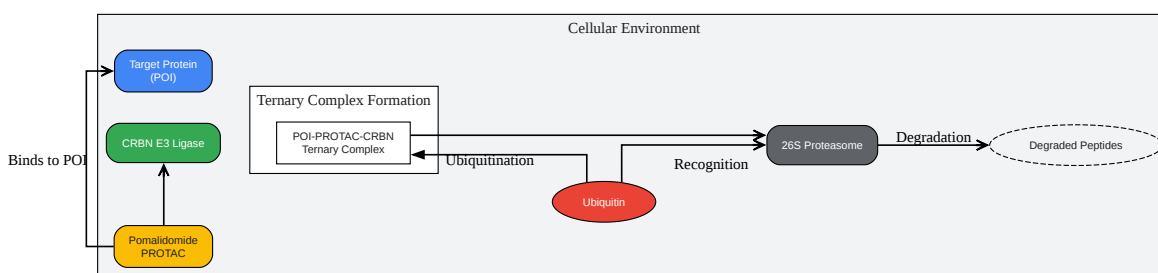 Cellular Environment
Target Protein
(POI)
Ternary Complex Formation
CRBN E3 Ligase
POI-PROTAC-CRBN
Ternary Complex
Binds to POI
Ubiquitination
Recognition
26S Proteasome
Degradation
Degraded Peptides
Ubiquitin
Pomalidomide
PROTAC